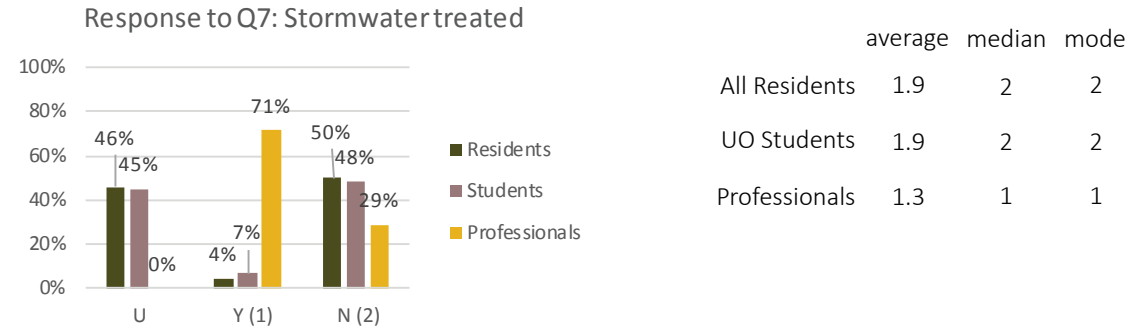 Response to Q7: Stormwater treated
100%
80%
60%
40%
20%
0%
46%
45%
0%
4%
7%
71%
50%
48%
29%
U
Y (1)
N (2)
Residents
Students
Professionals
average median mode
All Residents 1.9 2 2
UO Students 1.9 2 2
Professionals 1.3 1 1